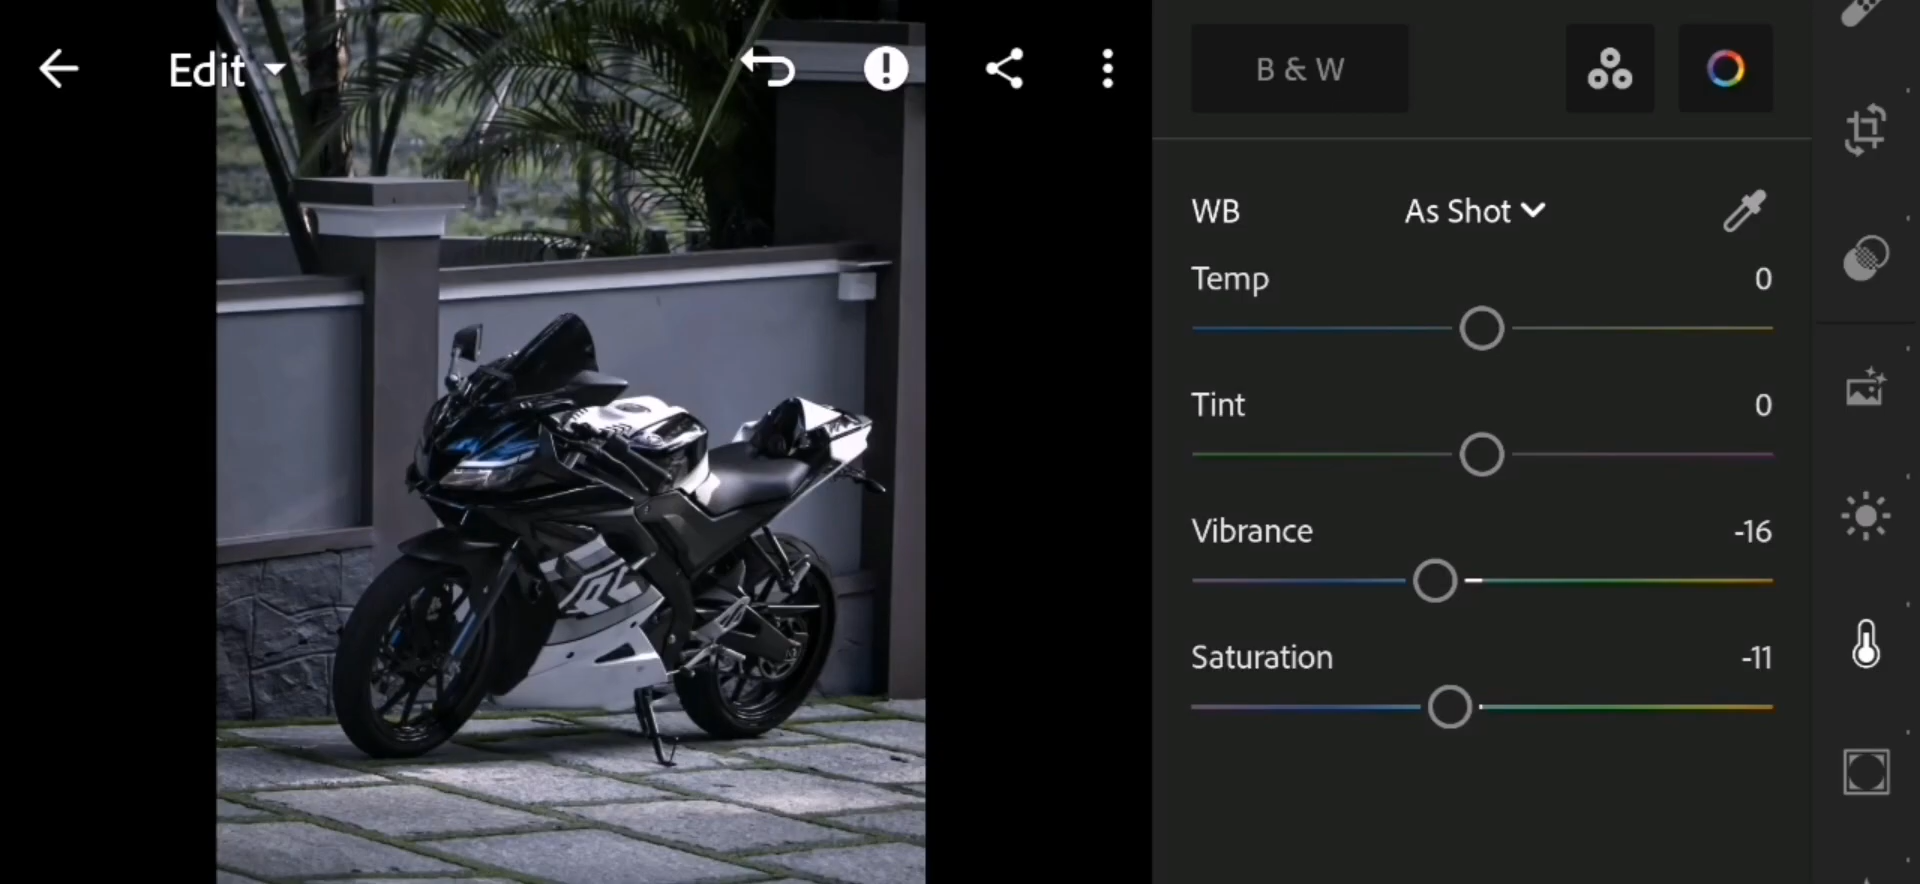 Edit
B & W
WB As Shot
Temp 0
Tint 0
Vibrance -16
Saturation -11